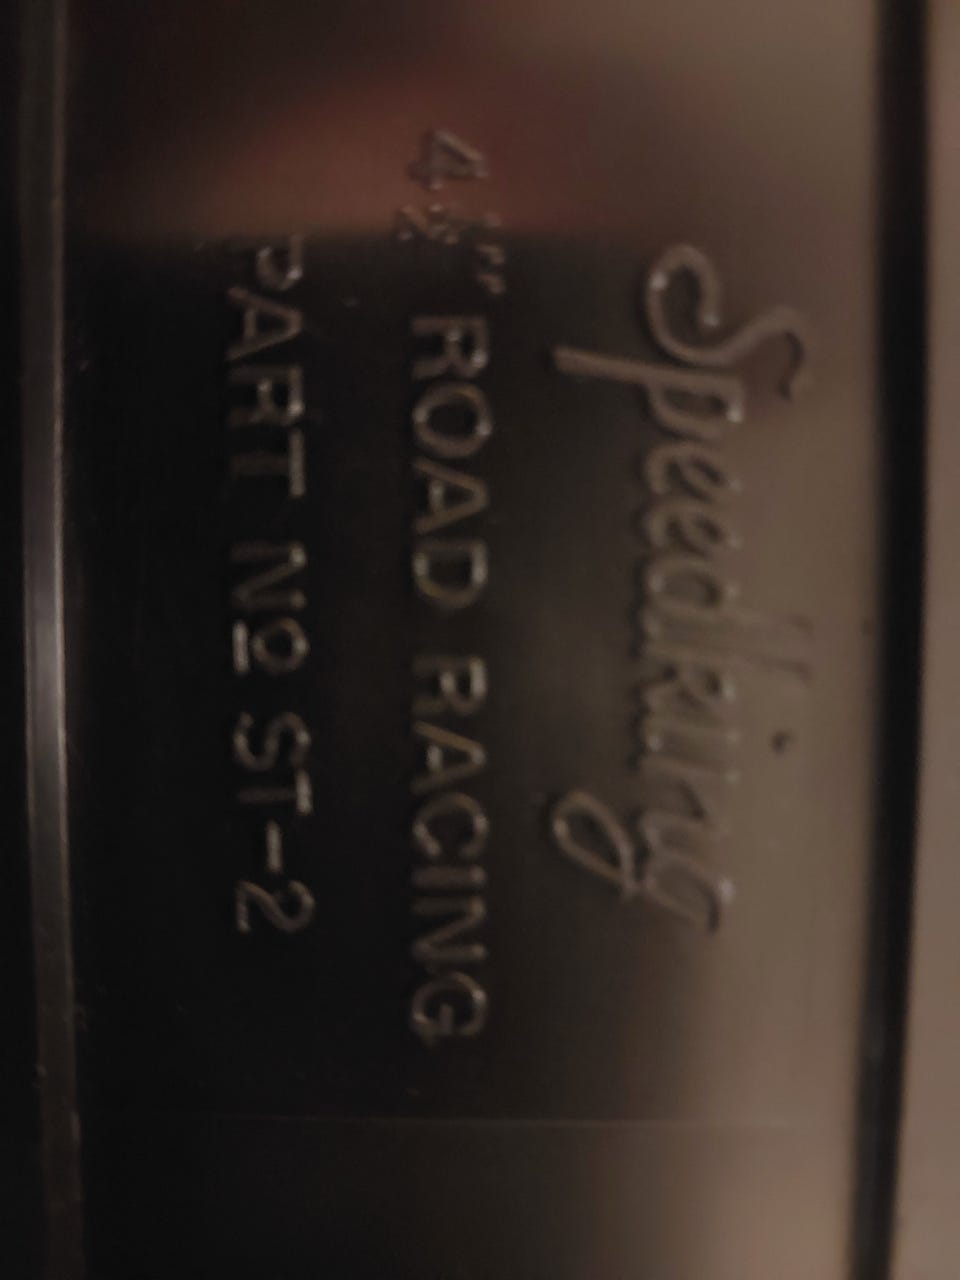 Speedking
4½" ROAD RACING
PART Nº ST-2